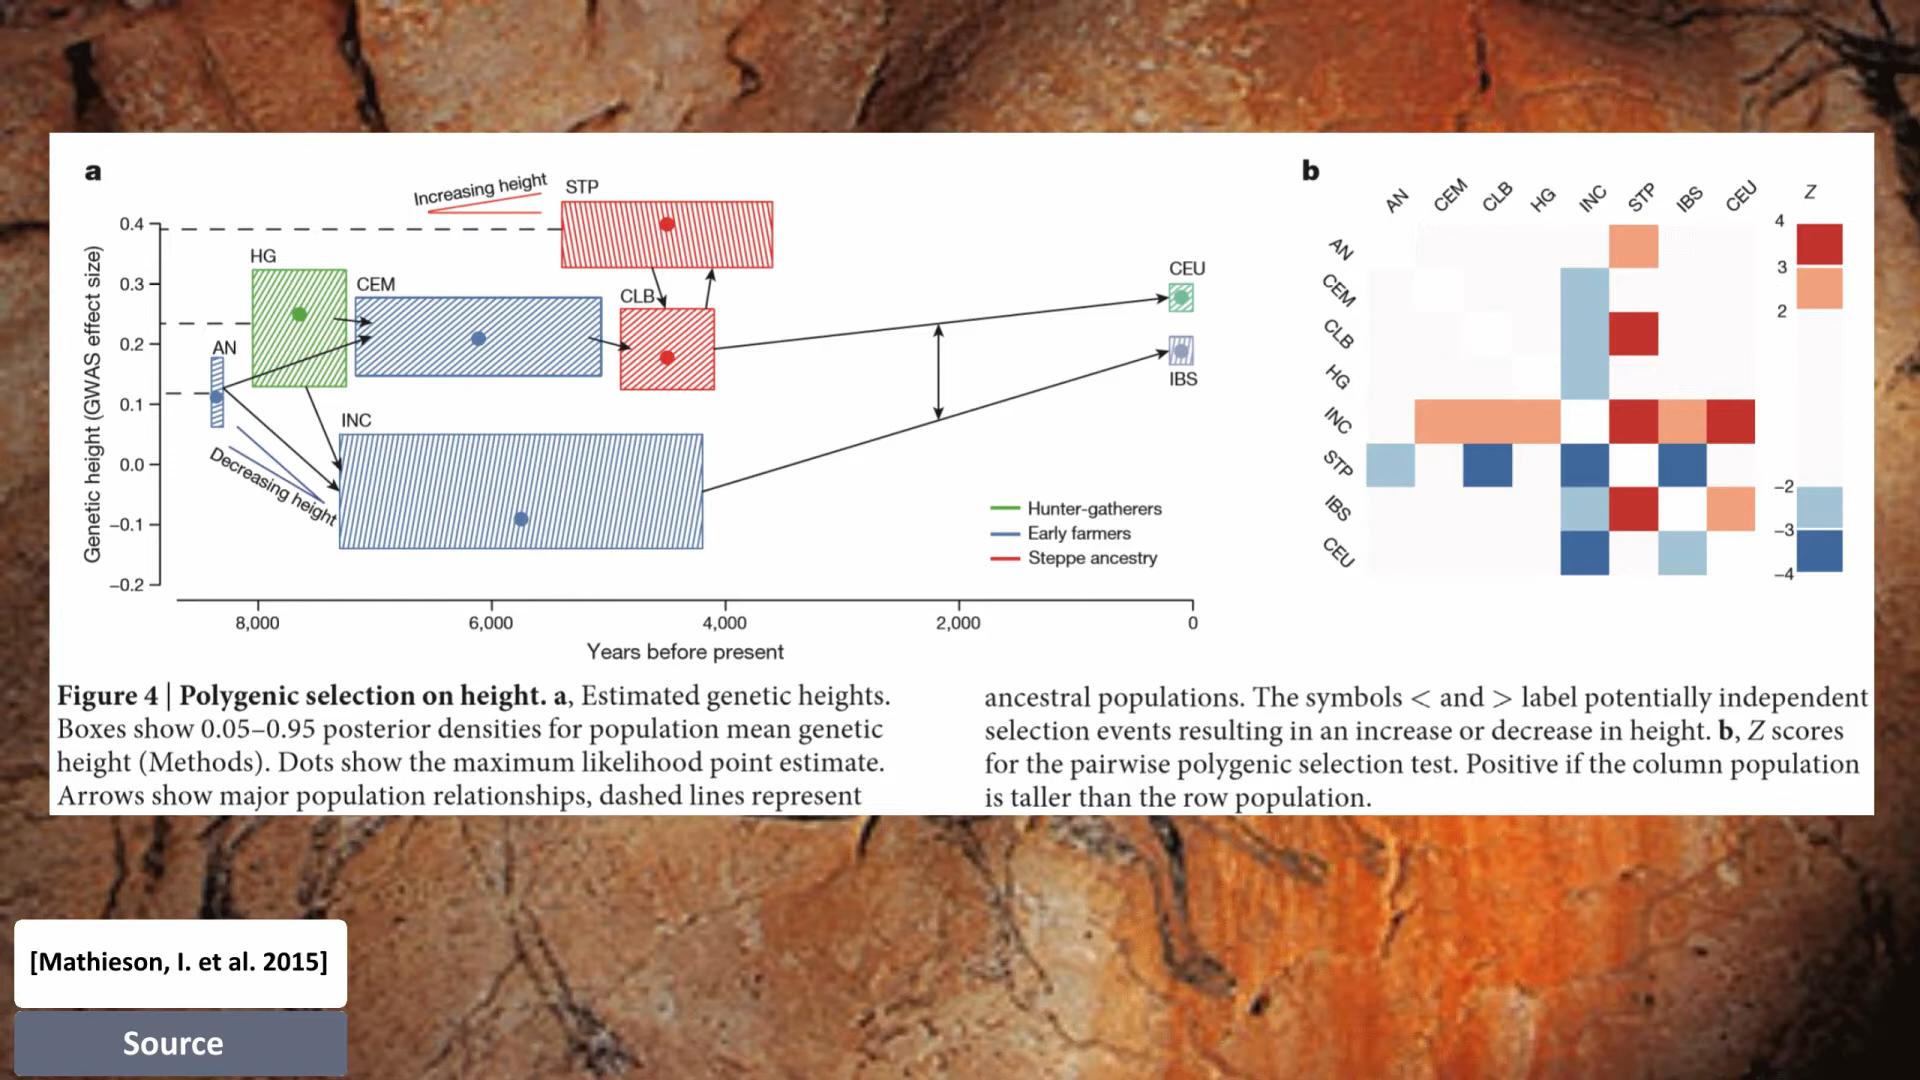 a
Increasing height
STP
0.4
HG
0.3
CEM
CLB
CEU
0.2
AN
IBS
0.1
INC
0.0
Decreasing height
−0.1
−0.2
Genetic height (GWAS effect size)
Hunter-gatherers
Early farmers
Steppe ancestry
8,000 6,000 4,000 2,000 0
Years before present
b
AN CEM CLB HG INC STP IBS CEU Z
AN
CEM
CLB
HG
INC
STP
IBS
CEU
4
3
2
−2
−3
−4
Figure 4 | Polygenic selection on height. a, Estimated genetic heights.
Boxes show 0.05–0.95 posterior densities for population mean genetic
height (Methods). Dots show the maximum likelihood point estimate.
Arrows show major population relationships, dashed lines represent
ancestral populations. The symbols < and > label potentially independent
selection events resulting in an increase or decrease in height. b, Z scores
for the pairwise polygenic selection test. Positive if the column population
is taller than the row population.
[Mathieson, I. et al. 2015]
Source